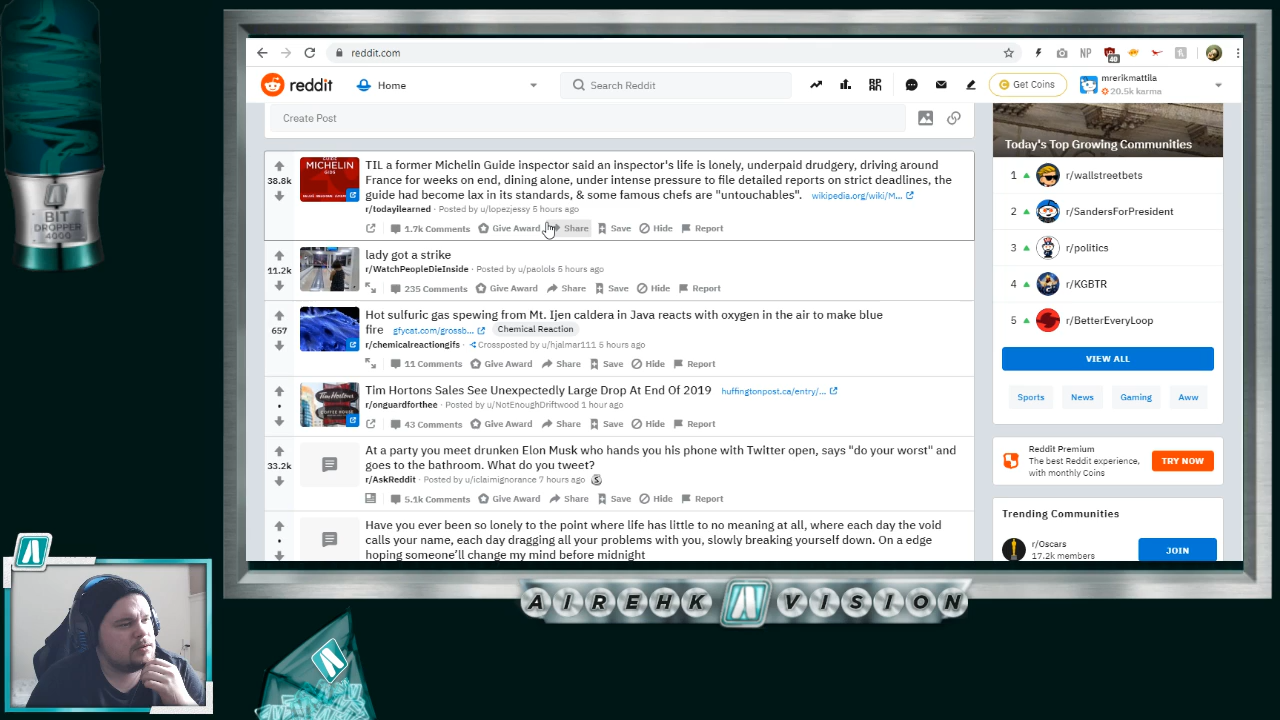 reddit.com
40
reddit
Home
Search Reddit
Get Coins
mrerikmattila
20.5k karma
Create Post
MICHELIN
38.8k
TIL a former Michelin Guide inspector said an inspector's life is lonely, underpaid drudgery, driving around
France for weeks on end, dining alone, under intense pressure to file detailed reports on strict deadlines, the
guide had become lax in its standards, & some famous chefs are "untouchables". wikipedia.org/wiki/M...
r/todayilearned · Posted by u/lopezjessy 5 hours ago
1.7k Comments Give Award Share Save Hide Report
11.2k
lady got a strike
r/WatchPeopleDieInside · Posted by u/paolols 5 hours ago
235 Comments Give Award Share Save Hide Report
657
Hot sulfuric gas spewing from Mt. Ijen caldera in Java reacts with oxygen in the air to make blue
fire gfycat.com/grossb... Chemical Reaction
r/chemicalreactiongifs · Crossposted by u/hjalmar111 5 hours ago
11 Comments Give Award Share Save Hide Report
Tim Hortons
Tim Hortons Sales See Unexpectedly Large Drop At End Of 2019 huffingtonpost.ca/entry/...
r/onguardforthee · Posted by u/NotEnoughDriftwood 1 hour ago
43 Comments Give Award Share Save Hide Report
33.2k
At a party you meet drunken Elon Musk who hands you his phone with Twitter open, says "do your worst" and
goes to the bathroom. What do you tweet?
r/AskReddit · Posted by u/iclaimignorance 7 hours ago
5.1k Comments Give Award Share Save Hide Report
Have you ever been so lonely to the point where life has little to no meaning at all, where each day the void
calls your name, each day dragging all your problems with you, slowly breaking yourself down. On a edge
hoping someone'll change my mind before midnight
Today's Top Growing Communities
1 r/wallstreetbets
2 r/SandersForPresident
3 r/politics
4 r/KGBTR
5 r/BetterEveryLoop
VIEW ALL
Sports News Gaming Aww
Reddit Premium
The best Reddit experience,
with monthly Coins
TRY NOW
Trending Communities
r/Oscars
17.2k members
JOIN
BIT
DROPPER
4000
AIREHK VISION